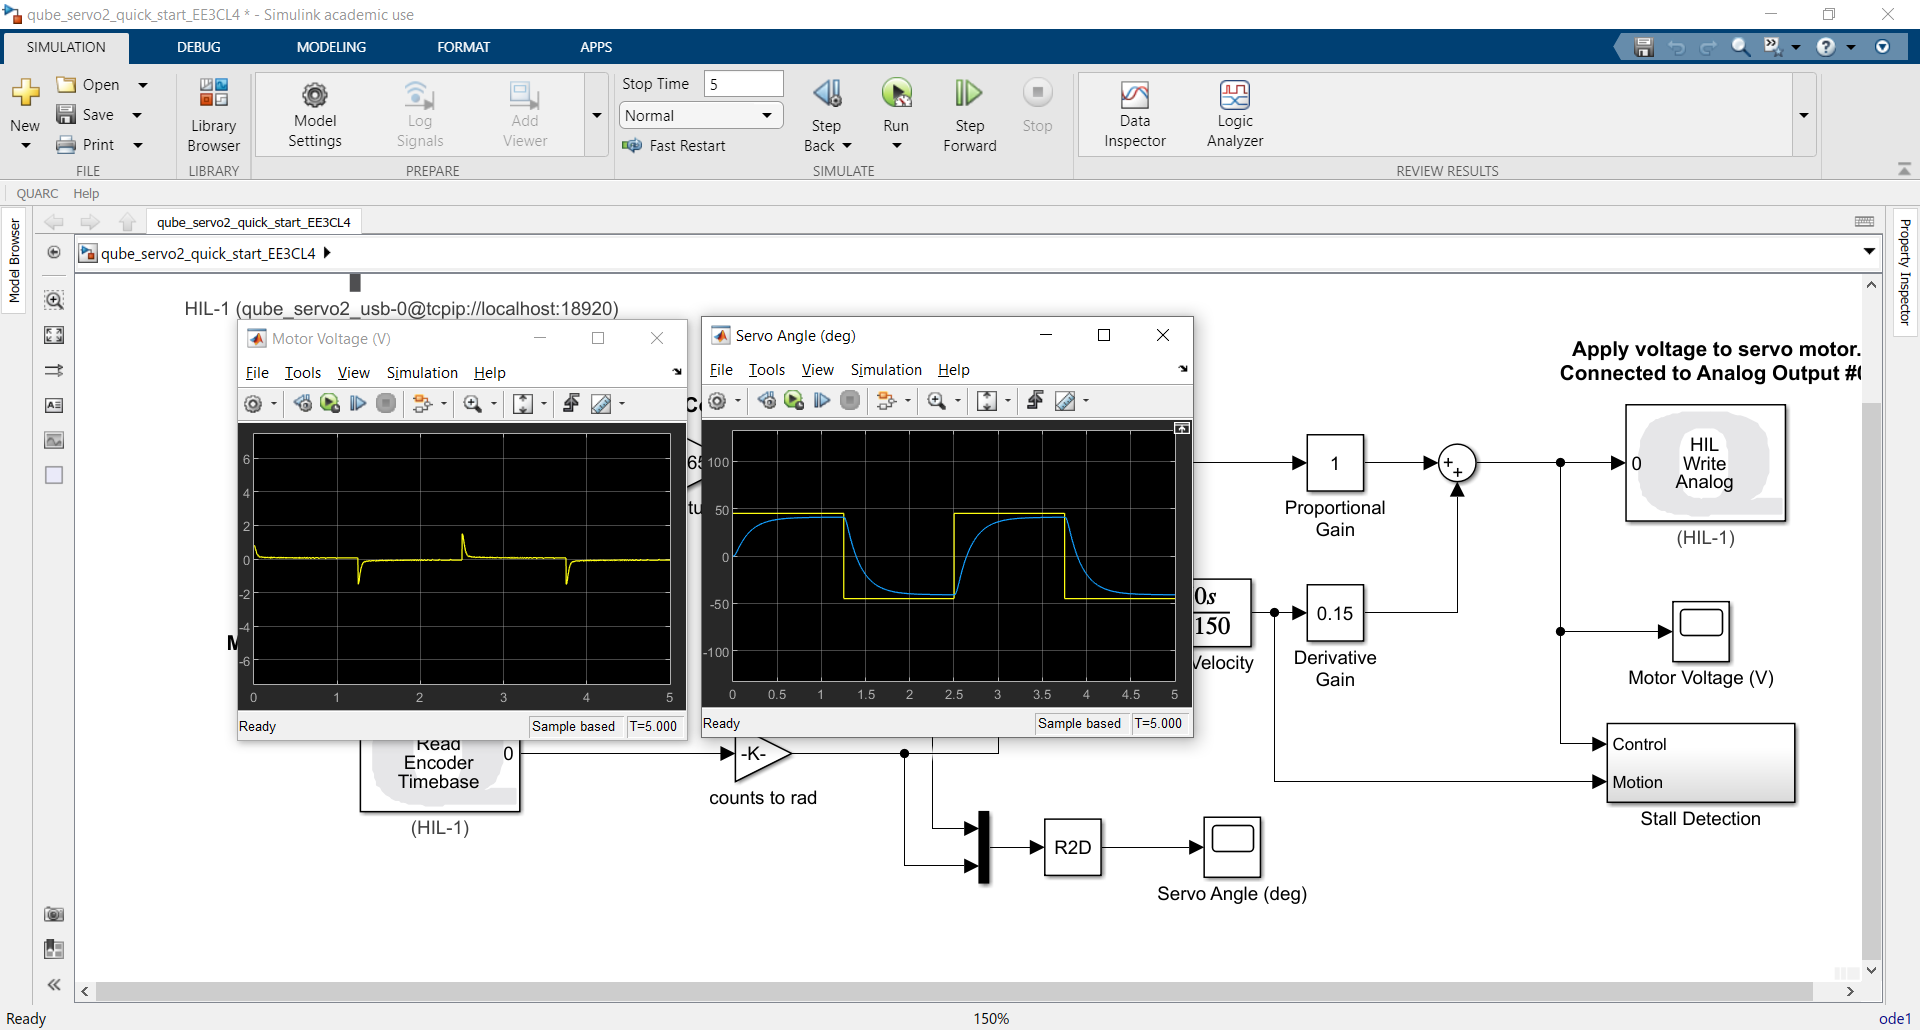 qube_servo2_quick_start_EE3CL4 * - Simulink academic use
SIMULATION
DEBUG
MODELING
FORMAT
APPS
New
Open
Save
Print
FILE
Library
Browser
LIBRARY
Model
Settings
Log
Signals
Add
Viewer
PREPARE
Stop Time 5
Normal
Fast Restart
Step
Back
Run
Step
Forward
Stop
SIMULATE
Data
Inspector
Logic
Analyzer
REVIEW RESULTS
QUARC Help
Model Browser
Property Inspector
qube_servo2_quick_start_EE3CL4
qube_servo2_quick_start_EE3CL4
HIL-1 (qube_servo2_usb-0@tcpip://localhost:18920)
Motor Voltage (V)
File Tools View Simulation Help
6
4
2
0
-2
-4
-6
0 1 2 3 4 5
Ready
Sample based
T=5.000
Servo Angle (deg)
File Tools View Simulation Help
100
50
0
-50
-100
0 0.5 1 1.5 2 2.5 3 3.5 4 4.5 5
Ready
Sample based
T=5.000
Apply voltage to servo motor.
Connected to Analog Output #0
1
Proportional
Gain
0
HIL
Write
Analog
(HIL-1)
0s
150
Velocity
0.15
Derivative
Gain
Motor Voltage (V)
Control
Motion
Stall Detection
M
Read
Encoder
Timebase
0
(HIL-1)
-K-
counts to rad
R2D
Servo Angle (deg)
Ready
150%
ode1